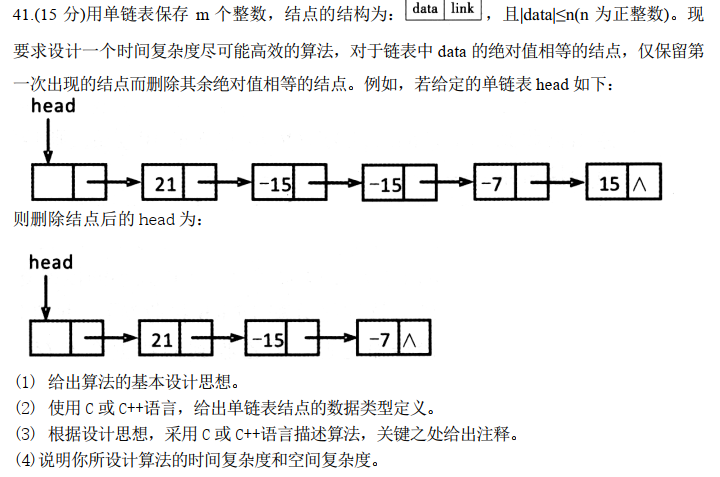 41.(15 分)用单链表保存 m 个整数，结点的结构为： data link ，且|data|≤n(n 为正整数)。现
要求设计一个时间复杂度尽可能高效的算法，对于链表中 data 的绝对值相等的结点，仅保留第
一次出现的结点而删除其余绝对值相等的结点。例如，若给定的单链表 head 如下：
head
21 -15 -15 -7 15 ∧
则删除结点后的 head 为：
head
21 -15 -7 ∧
(1) 给出算法的基本设计思想。
(2) 使用 C 或 C++语言，给出单链表结点的数据类型定义。
(3) 根据设计思想，采用 C 或 C++语言描述算法，关键之处给出注释。
(4)说明你所设计算法的时间复杂度和空间复杂度。